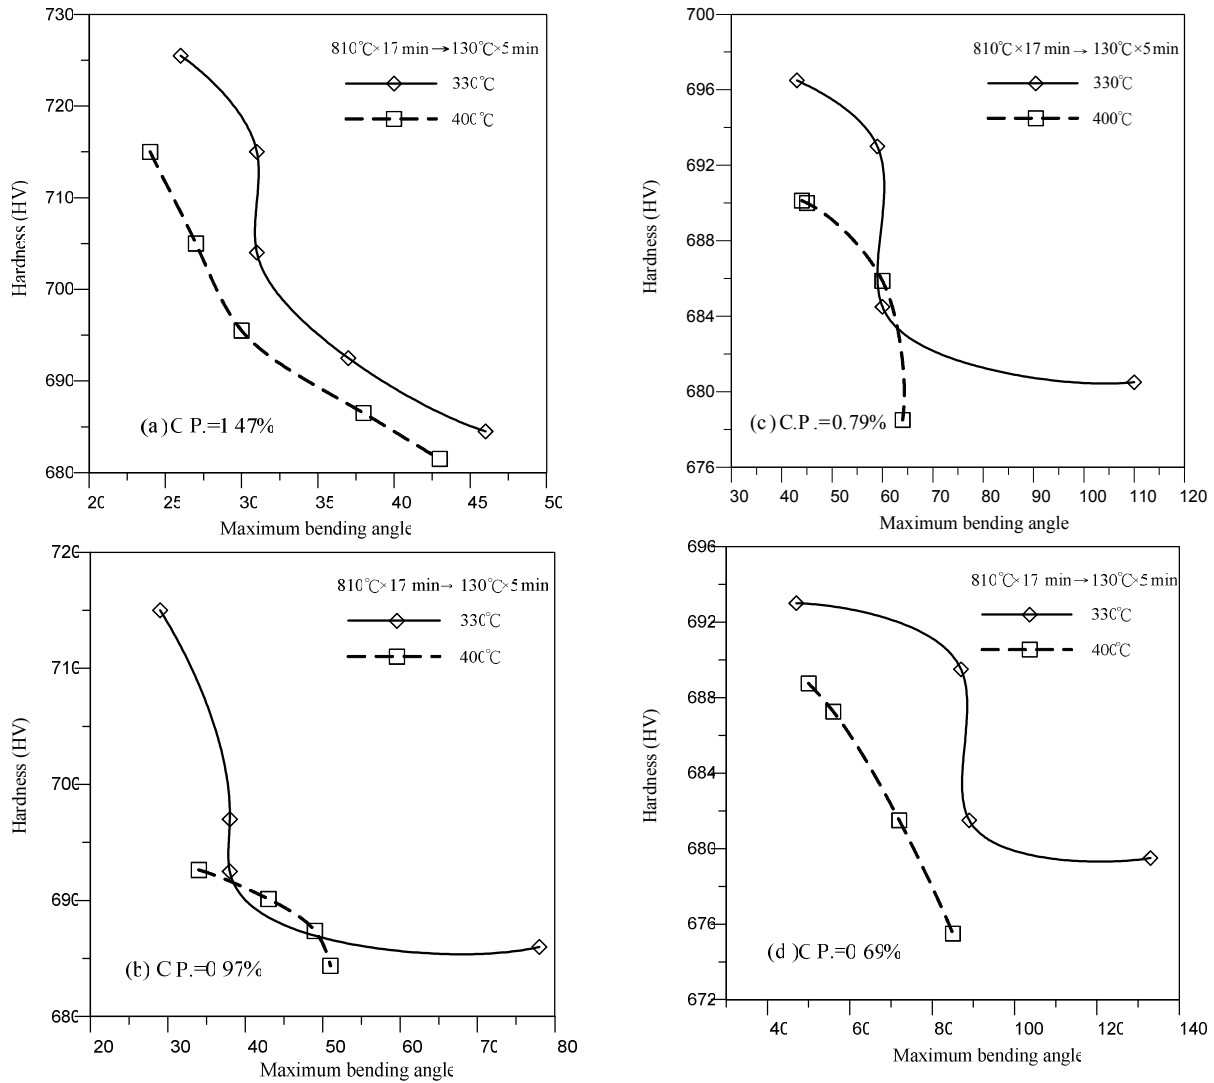 730
720
710
700
690
680
20
25
30
35
40
45
50
Hardness (HV)
Maximum bending angle
810℃×17 min→130℃×5 min
330℃
400℃
(a) C P.=1 47%
700
696
692
688
684
680
676
30 40 50 60 70 80 90 100 110 120
Hardness (HV)
Maximum bending angle
810℃×17 min→ 130℃×5min
330℃
400℃
(c) C.P.=0.79%
720
710
700
690
680
20 30 40 50 60 70 80
Hardness (HV)
Maximum bending angle
810℃×17 min→ 130℃×5 min
330℃
400℃
(b) C P.=0 97%
696
692
688
684
680
676
672
40 60 80 100 120 140
Hardness (HV)
Maximum bending angle
810℃×17 min→130℃×5min
330℃
400℃
(d )C P.=0 69%